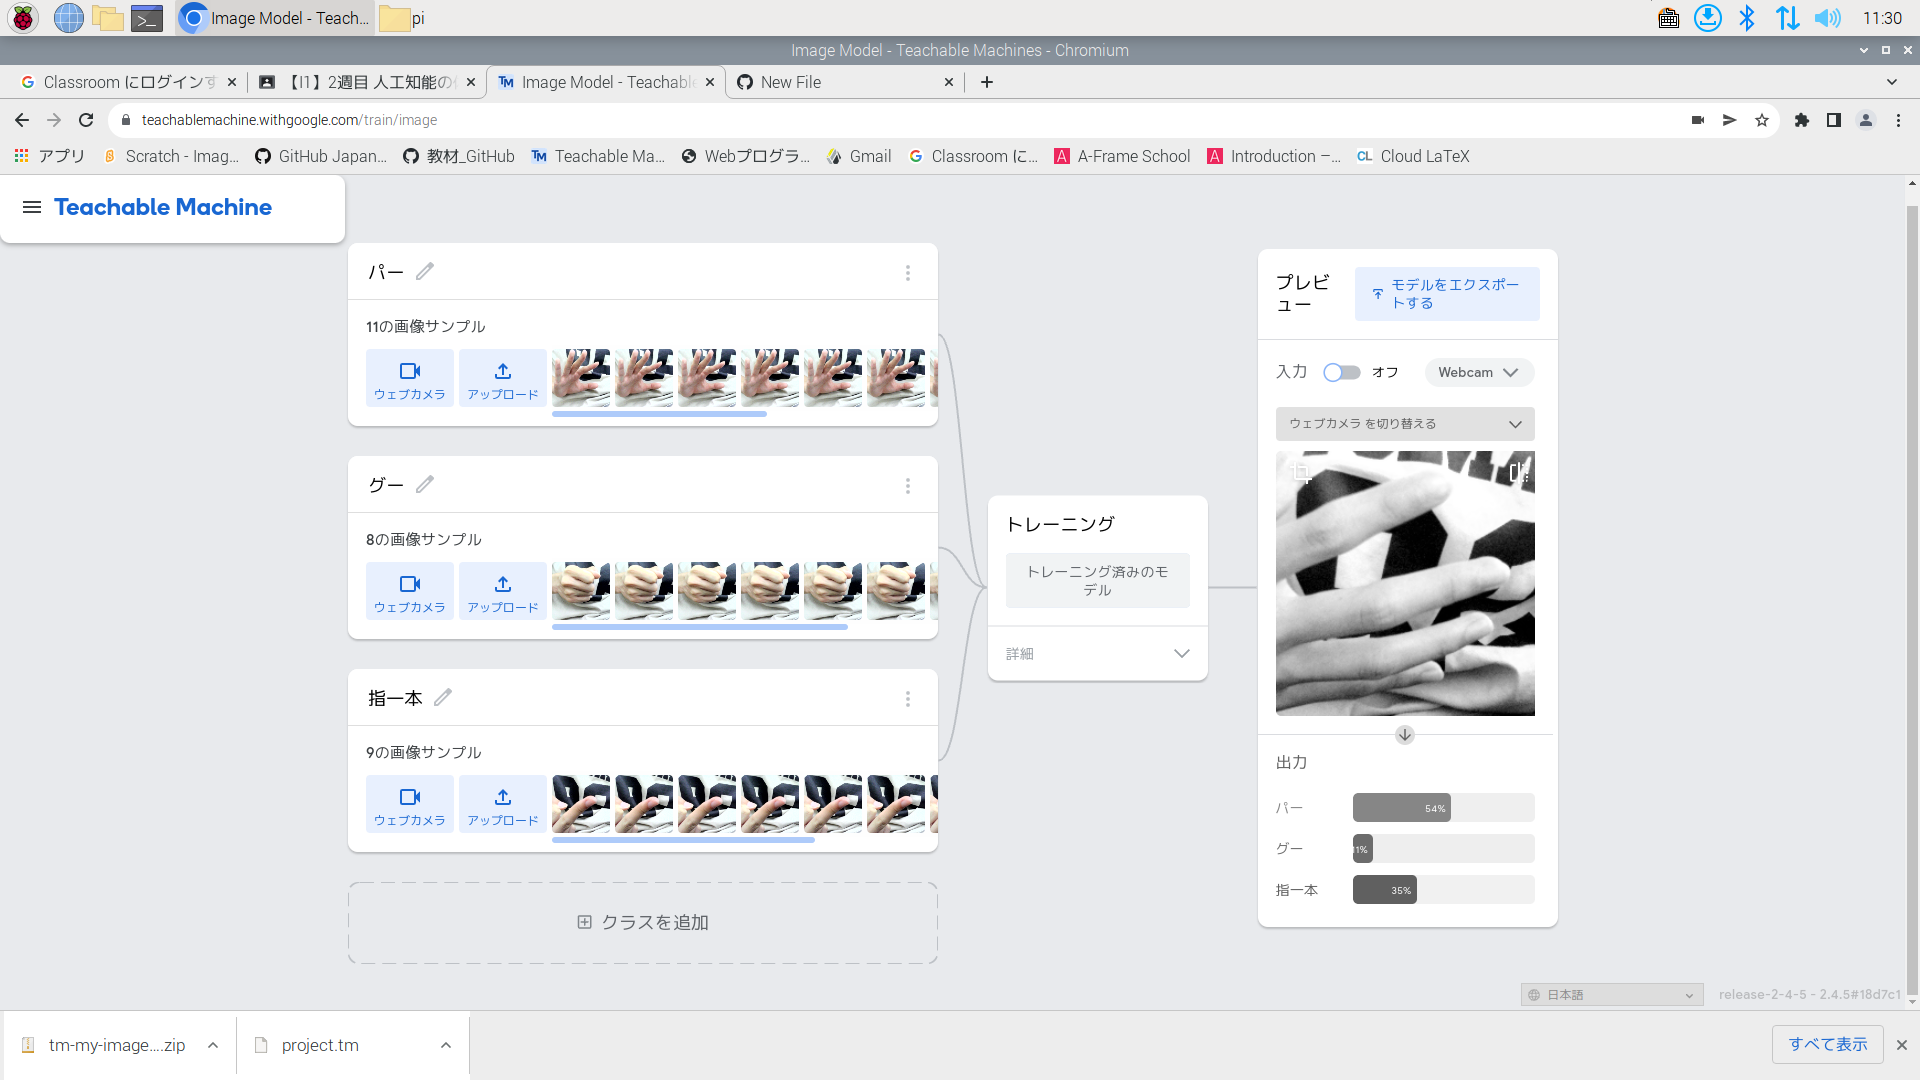 Image Model - Teach...
pi
11:30
Image Model - Teachable Machines - Chromium
Classroom にログインす
【I1】2週目 人工知能の
Image Model - Teachable
New File
teachablemachine.withgoogle.com/train/image
アプリ
Scratch - Imag...
GitHub Japan...
教材_GitHub
Teachable Ma...
Webプログラ...
Gmail
Classroom に...
A-Frame School
Introduction –...
Cloud LaTeX
Teachable Machine
パー
11の画像サンプル
ウェブカメラ
アップロード
グー
8の画像サンプル
ウェブカメラ
アップロード
指一本
9の画像サンプル
ウェブカメラ
アップロード
クラスを追加
トレーニング
トレーニング済みのモ
デル
詳細
プレビ
ュー
モデルをエクスポー
トする
入力
オフ
Webcam
ウェブカメラ を切り替える
出力
パー
54%
グー
11%
指一本
35%
日本語
release-2-4-5 - 2.4.5#18d7c1
tm-my-image....zip
project.tm
すべて表示